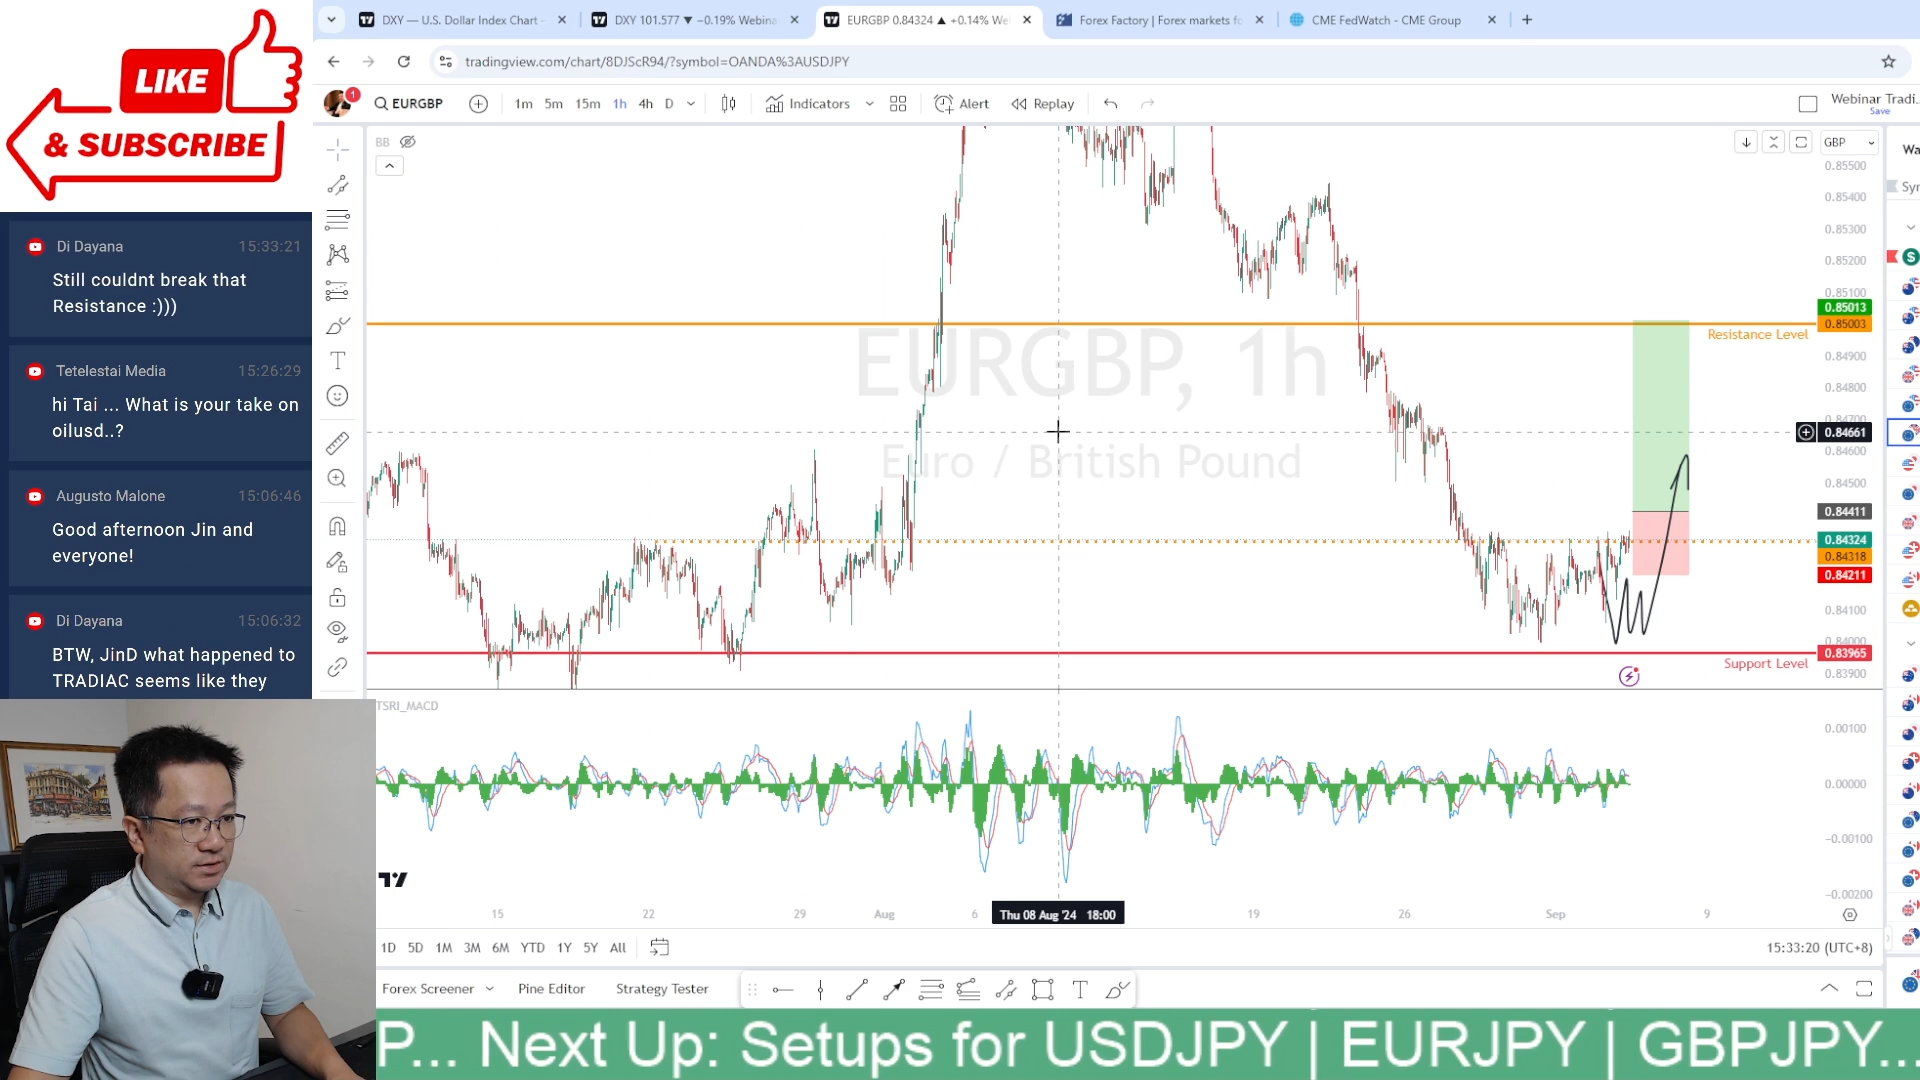 LIKE
& SUBSCRIBE
DXY — U.S. Dollar Index Chart
DXY 101.577 ▼ −0.19% Webina
EURGBP 0.84324 ▲ +0.14% We
Forex Factory | Forex markets fo
CME FedWatch - CME Group
tradingview.com/chart/8DJScR94/?symbol=OANDA%3AUSDJPY
1
EURGBP
1m 5m 15m 1h 4h D
Indicators
Alert
Replay
Webinar Tradi...
Save
BB
GBP
Wa
Syn
Di Dayana 15:33:21
Still couldnt break that
Resistance :)))
Tetelestai Media 15:26:29
hi Tai ... What is your take on
oilusd..?
Augusto Malone 15:06:46
Good afternoon Jin and
everyone!
Di Dayana 15:06:32
BTW, JinD what happened to
TRADIAC seems like they
EURGBP, 1h
Euro / British Pound
Resistance Level
Support Level
0.85500
0.85400
0.85300
0.85200
0.85100
0.85013
0.85003
0.84900
0.84800
0.84700
0.84661
0.84600
0.84500
0.84411
0.84324
0.84318
0.84211
0.84100
0.84000
0.83965
0.83900
TSRI_MACD
0.00100
0.00000
−0.00100
−0.00200
15 22 29 Aug 6 Thu 08 Aug '24 18:00 19 26 Sep 9
1D 5D 1M 3M 6M YTD 1Y 5Y All
15:33:20 (UTC+8)
Forex Screener
Pine Editor
Strategy Tester
P... Next Up: Setups for USDJPY | EURJPY | GBPJPY...